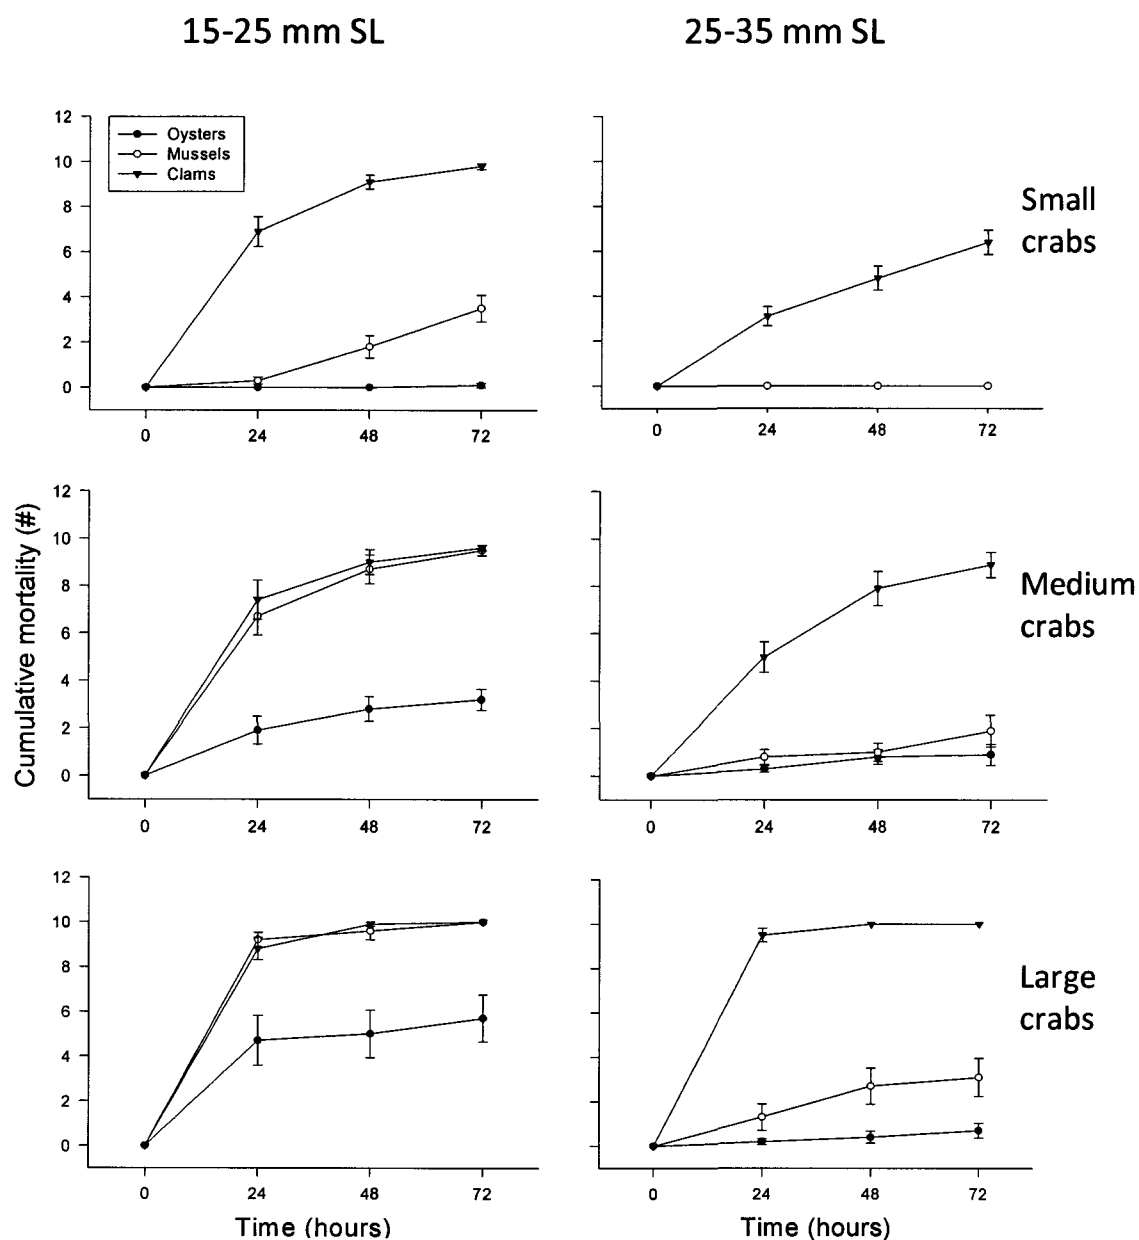 15-25 mm SL
25-35 mm SL
12
10
8
6
4
2
0
Oysters
Mussels
Clams
0 24 48 72
0 24 48 72
Small
crabs
Cumulative mortality (#)
12
10
8
6
4
2
0
0 24 48 72
0 24 48 72
Medium
crabs
12
10
8
6
4
2
0
0 24 48 72
0 24 48 72
Large
crabs
Time (hours)
Time (hours)